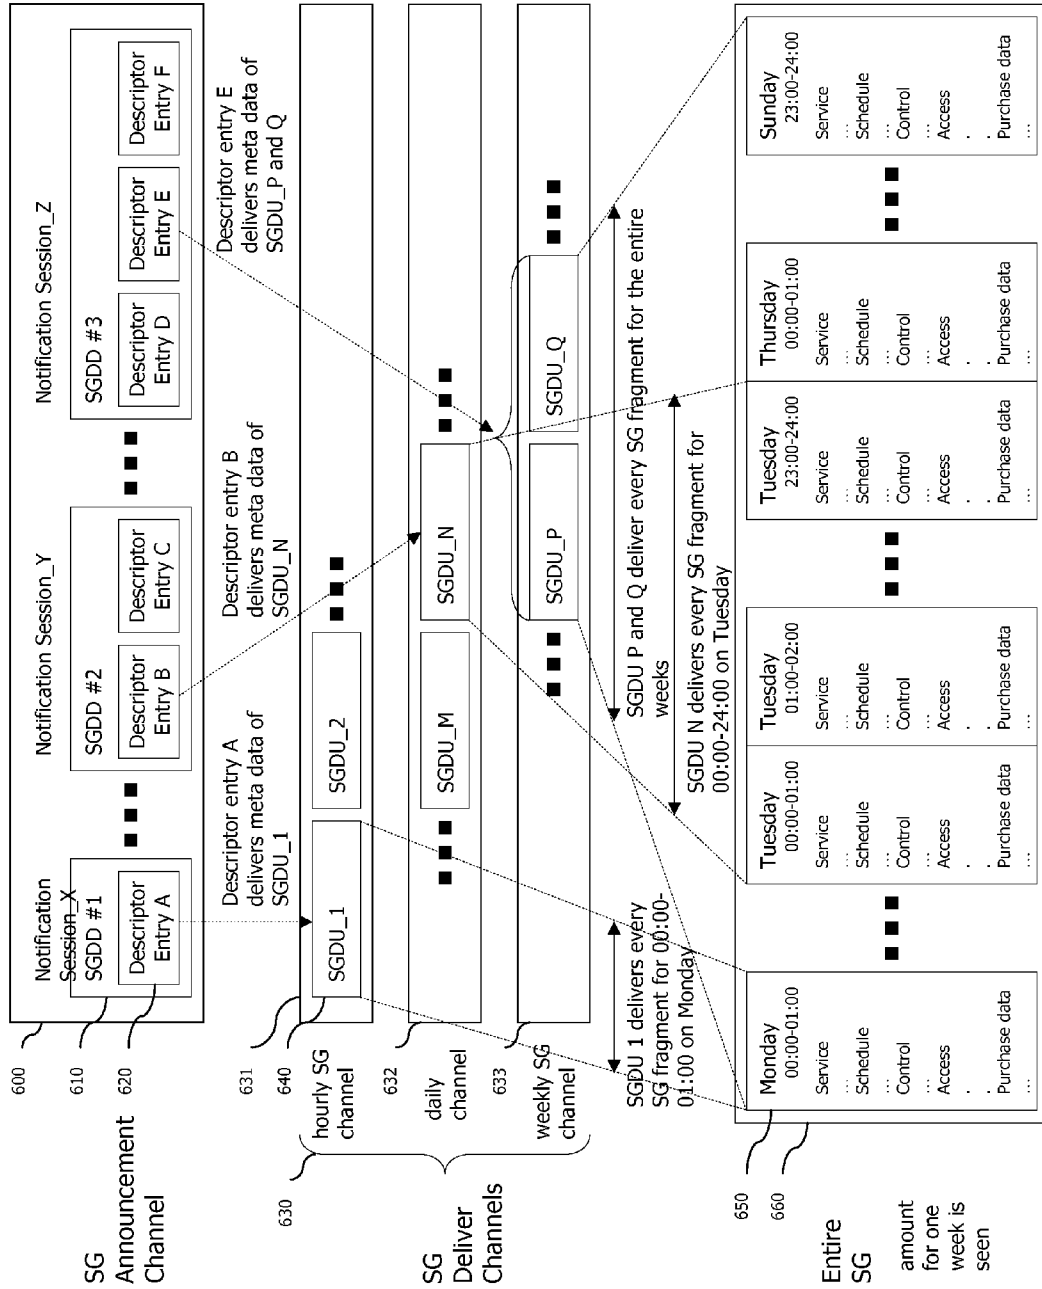 600
610
620
SG
Announcement
Channel
Notification
Session_X
SGDD #1
Descriptor
Entry A
Notification Session_Y
SGDD #2
Descriptor
Entry B
Descriptor
Entry C
Notification Session_Z
SGDD #3
Descriptor
Entry D
Descriptor
Entry E
Descriptor
Entry F
Descriptor entry A
delivers meta data of
SGDU_1
Descriptor entry B
delivers meta data of
SGDU_N
Descriptor entry E
delivers meta data of
SGDU_P and Q
630
631
640
632
633
SG
Deliver
Channels
hourly SG
channel
SGDU_1
SGDU_2
daily
channel
SGDU_M
SGDU_N
weekly SG
channel
SGDU_P
SGDU_Q
SGDU 1 delivers every
SG fragment for 00:00-
01:00 on Monday
SGDU P and Q deliver every SG fragment for the entire
weeks
SGDU N delivers every SG fragment for
00:00-24:00 on Tuesday
650
660
Entire
SG
amount
for one
week is
seen
Monday
00:00-01:00
Service
...
Schedule
...
Control
...
Access
.
.
Purchase data
...
Tuesday
00:00-01:00
Service
...
Schedule
...
Control
...
Access
.
.
Purchase data
...
Tuesday
01:00-02:00
Service
...
Schedule
...
Control
...
Access
.
.
Purchase data
...
Tuesday
23:00-24:00
Service
...
Schedule
...
Control
...
Access
.
.
Purchase data
...
Thursday
00:00-01:00
Service
...
Schedule
...
Control
...
Access
.
.
Purchase data
...
Sunday
23:00-24:00
Service
...
Schedule
...
Control
...
Access
.
.
Purchase data
...